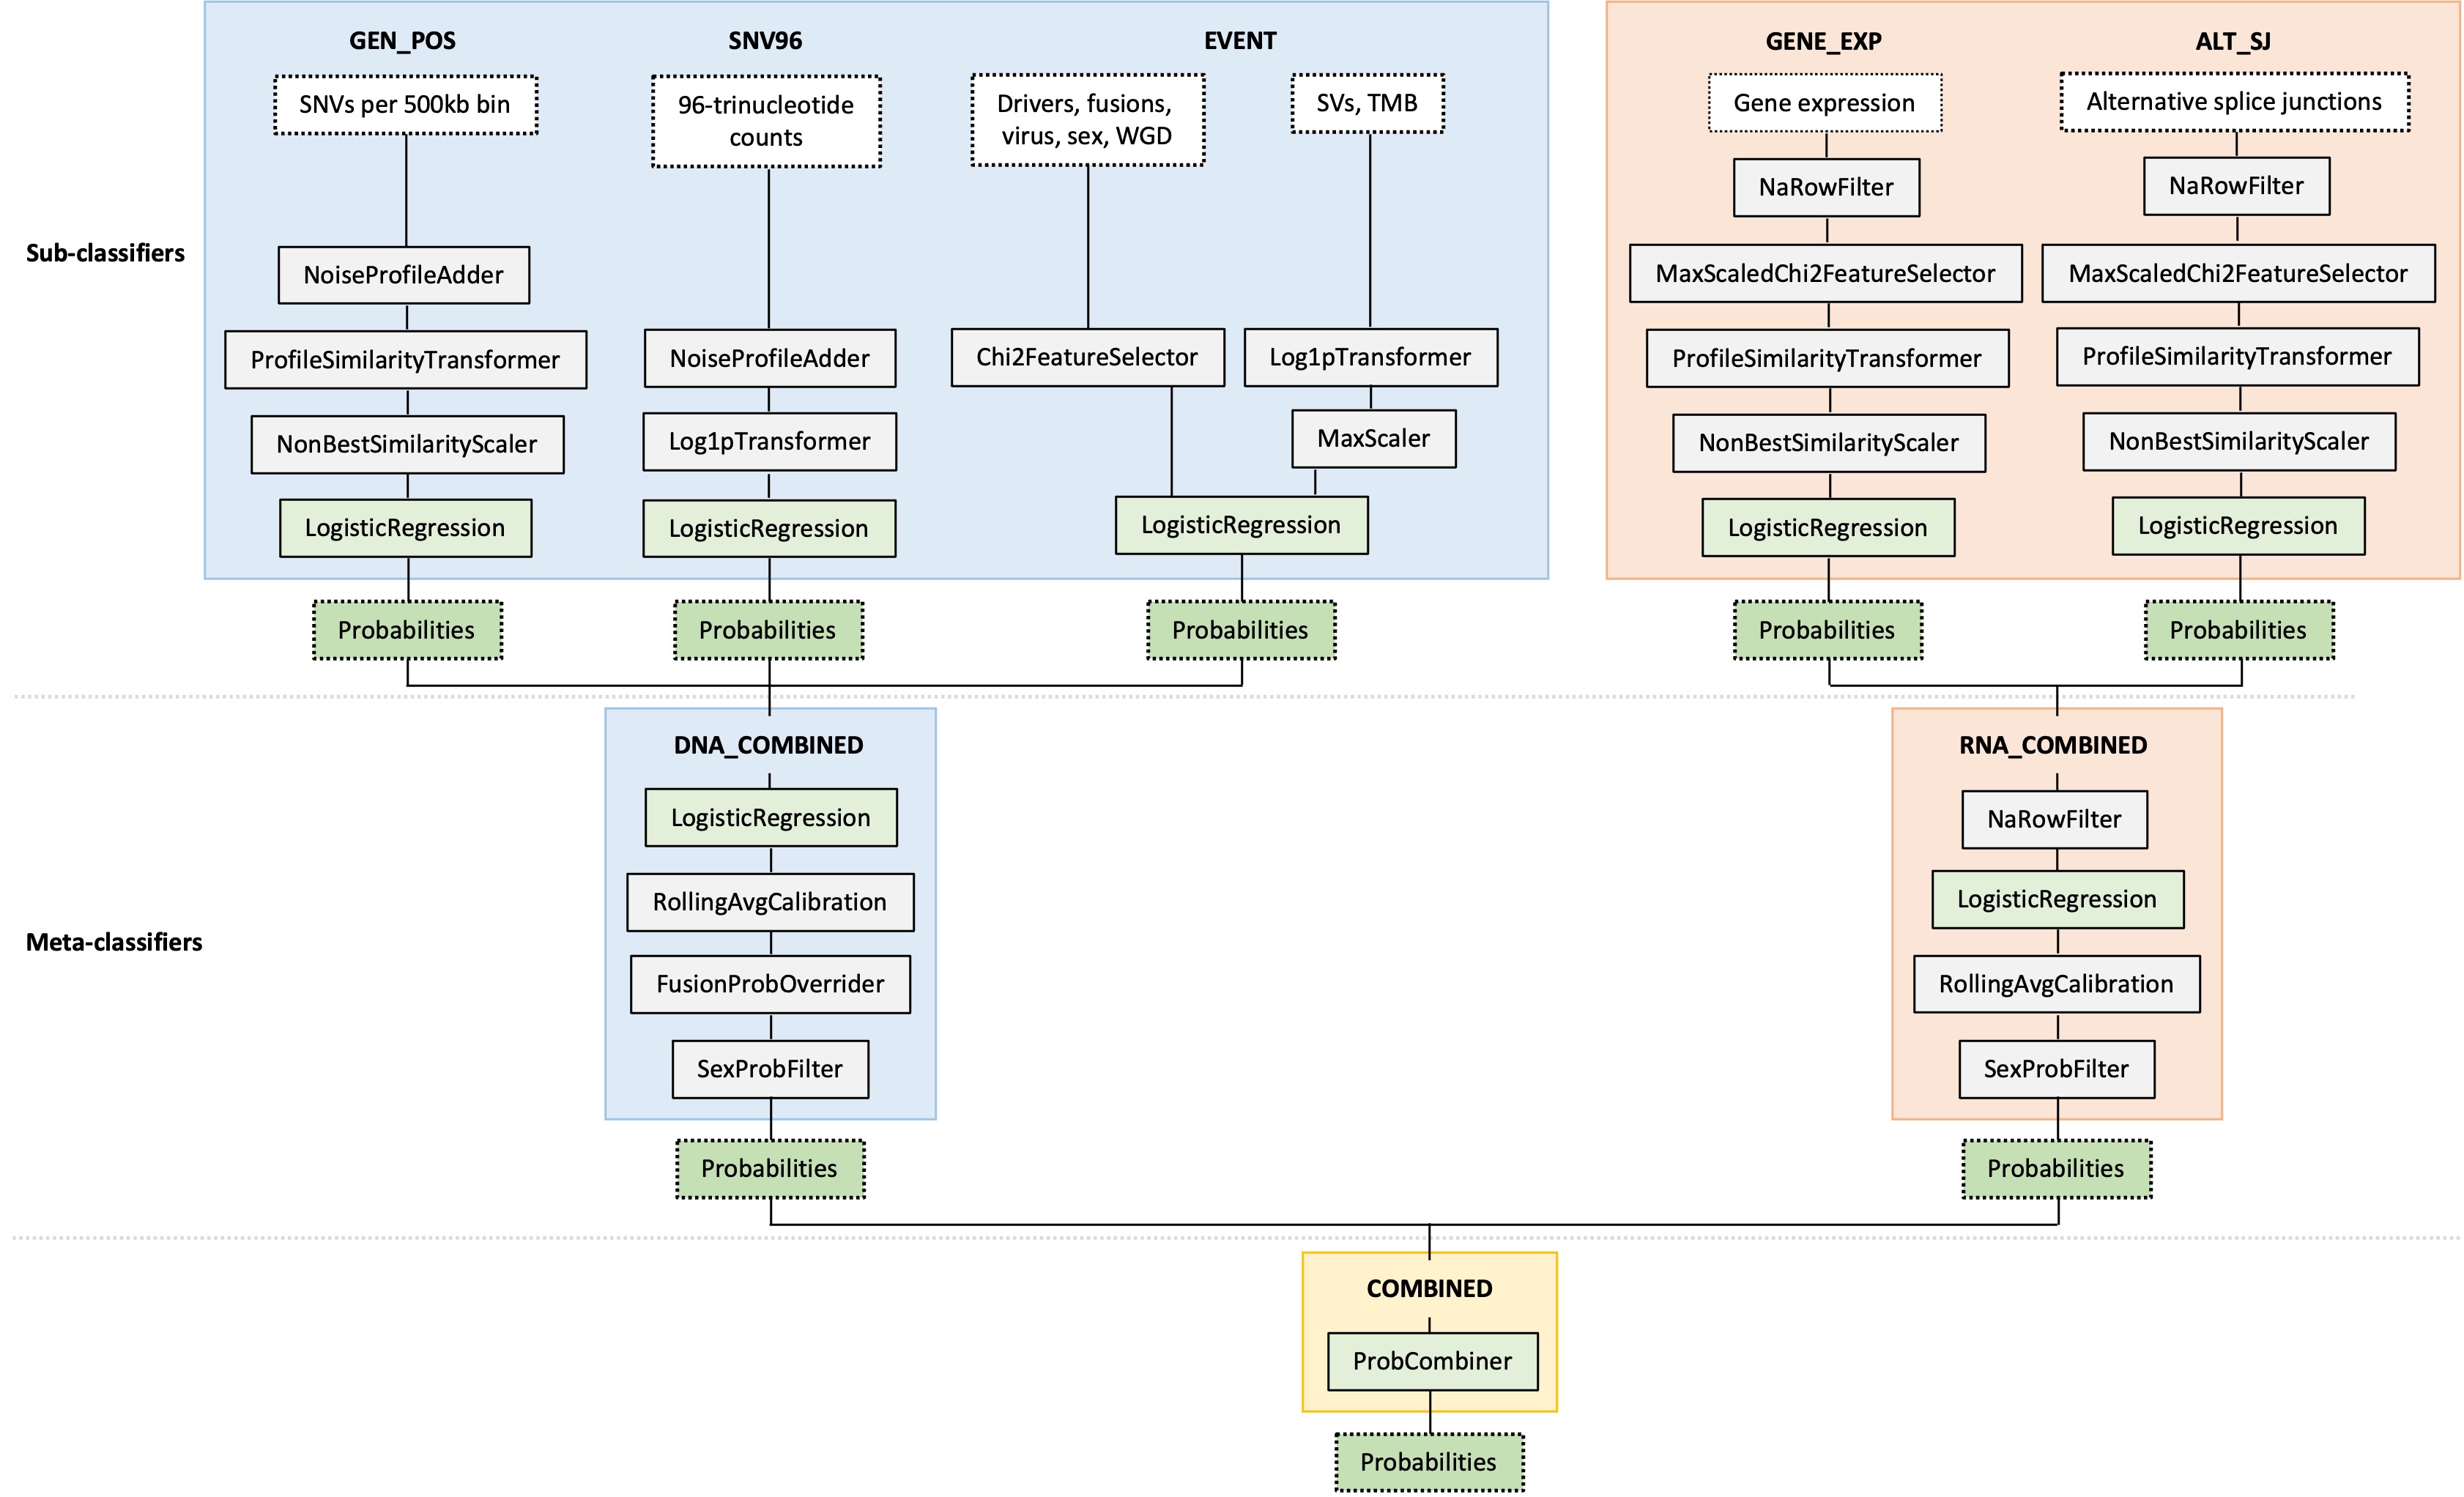 GEN_POS
SNV96
EVENT
GENE_EXP
ALT_SJ
SNVs per 500kb bin
96-trinucleotide
counts
Drivers, fusions,
virus, sex, WGD
SVs, TMB
Gene expression
Alternative splice junctions
NaRowFilter
NaRowFilter
Sub-classifiers
NoiseProfileAdder
MaxScaledChi2FeatureSelector
MaxScaledChi2FeatureSelector
ProfileSimilarityTransformer
NoiseProfileAdder
Chi2FeatureSelector
Log1pTransformer
ProfileSimilarityTransformer
ProfileSimilarityTransformer
NonBestSimilarityScaler
Log1pTransformer
MaxScaler
NonBestSimilarityScaler
NonBestSimilarityScaler
LogisticRegression
LogisticRegression
LogisticRegression
LogisticRegression
LogisticRegression
Probabilities
Probabilities
Probabilities
Probabilities
Probabilities
DNA_COMBINED
RNA_COMBINED
LogisticRegression
NaRowFilter
RollingAvgCalibration
LogisticRegression
Meta-classifiers
FusionProbOverrider
RollingAvgCalibration
SexProbFilter
SexProbFilter
Probabilities
Probabilities
COMBINED
ProbCombiner
Probabilities